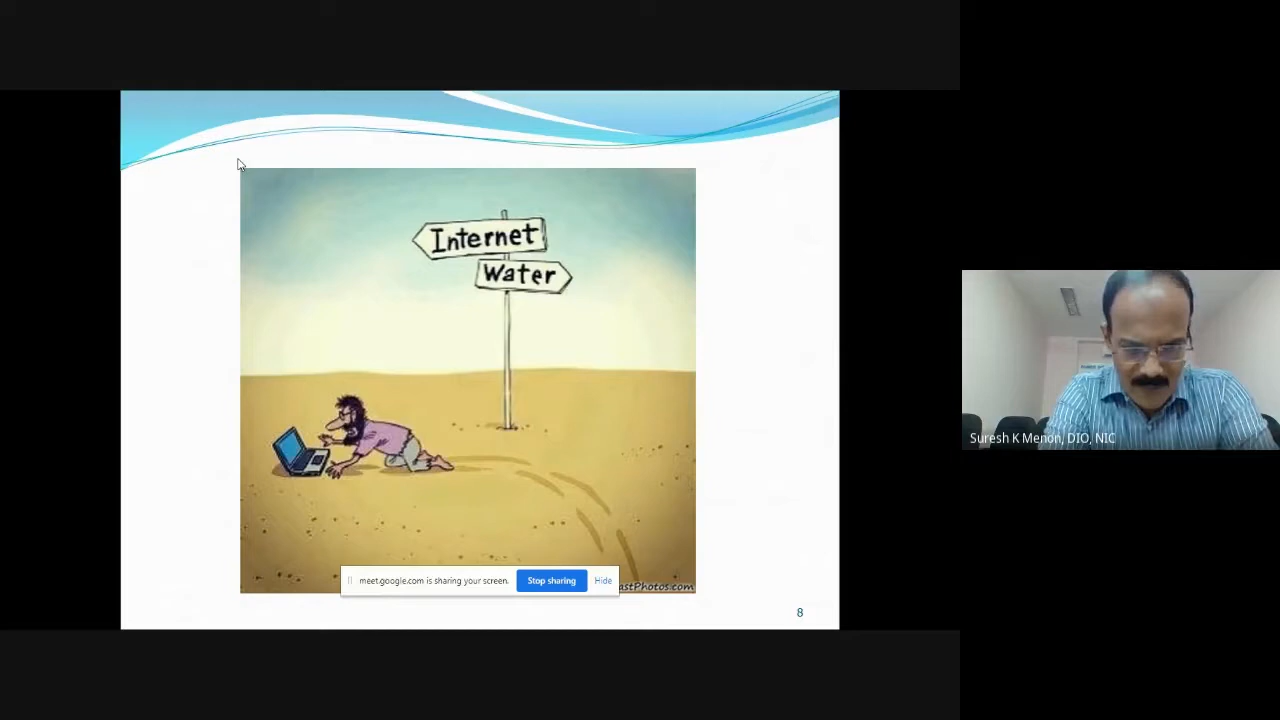 Internet
Water
meet.google.com is sharing your screen. Stop sharing Hide
astPhotos.com
8
Suresh K Menon, DIO, NIC